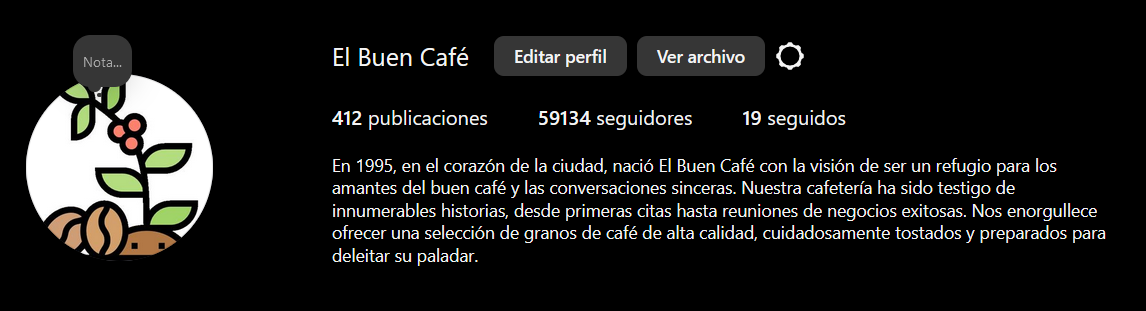 Nota...
El Buen Café
Editar perfil
Ver archivo
412 publicaciones
59134 seguidores
19 seguidos
En 1995, en el corazón de la ciudad, nació El Buen Café con la visión de ser un refugio para los
amantes del buen café y las conversaciones sinceras. Nuestra cafetería ha sido testigo de
innumerables historias, desde primeras citas hasta reuniones de negocios exitosas. Nos enorgullece
ofrecer una selección de granos de café de alta calidad, cuidadosamente tostados y preparados para
deleitar su paladar.